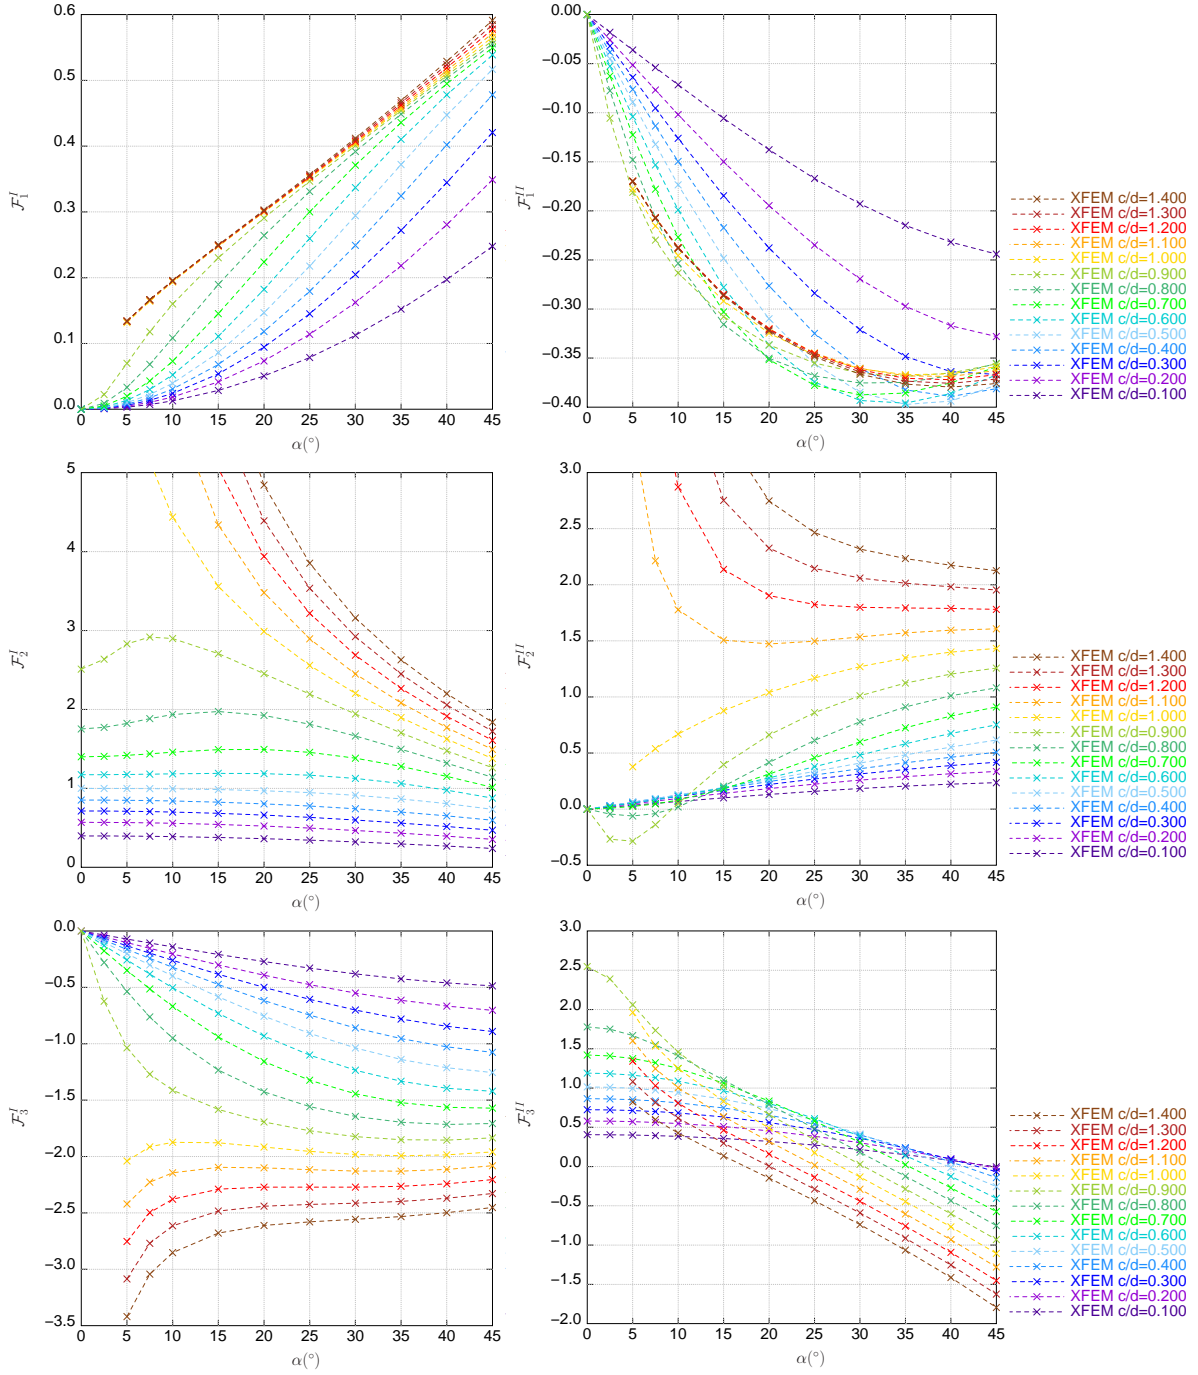 0.6
0.5
0.4
0.3
0.2
0.1
0.0
0 5 10 15 20 25 30 35 40 45
α(°)
ℱ₁ᴵ
0.00
−0.05
−0.10
−0.15
−0.20
−0.25
−0.30
−0.35
−0.40
0 5 10 15 20 25 30 35 40 45
α(°)
ℱ₁ᴵᴵ
XFEM c/d=1.400
XFEM c/d=1.300
XFEM c/d=1.200
XFEM c/d=1.100
XFEM c/d=1.000
XFEM c/d=0.900
XFEM c/d=0.800
XFEM c/d=0.700
XFEM c/d=0.600
XFEM c/d=0.500
XFEM c/d=0.400
XFEM c/d=0.300
XFEM c/d=0.200
XFEM c/d=0.100
5
4
3
2
1
0
0 5 10 15 20 25 30 35 40 45
α(°)
ℱ₂ᴵ
3.0
2.5
2.0
1.5
1.0
0.5
0.0
−0.5
0 5 10 15 20 25 30 35 40 45
α(°)
ℱ₂ᴵᴵ
XFEM c/d=1.400
XFEM c/d=1.300
XFEM c/d=1.200
XFEM c/d=1.100
XFEM c/d=1.000
XFEM c/d=0.900
XFEM c/d=0.800
XFEM c/d=0.700
XFEM c/d=0.600
XFEM c/d=0.500
XFEM c/d=0.400
XFEM c/d=0.300
XFEM c/d=0.200
XFEM c/d=0.100
0.0
−0.5
−1.0
−1.5
−2.0
−2.5
−3.0
−3.5
0 5 10 15 20 25 30 35 40 45
α(°)
ℱ₃ᴵ
3.0
2.5
2.0
1.5
1.0
0.5
0.0
−0.5
−1.0
−1.5
−2.0
0 5 10 15 20 25 30 35 40 45
α(°)
ℱ₃ᴵᴵ
XFEM c/d=1.400
XFEM c/d=1.300
XFEM c/d=1.200
XFEM c/d=1.100
XFEM c/d=1.000
XFEM c/d=0.900
XFEM c/d=0.800
XFEM c/d=0.700
XFEM c/d=0.600
XFEM c/d=0.500
XFEM c/d=0.400
XFEM c/d=0.300
XFEM c/d=0.200
XFEM c/d=0.100